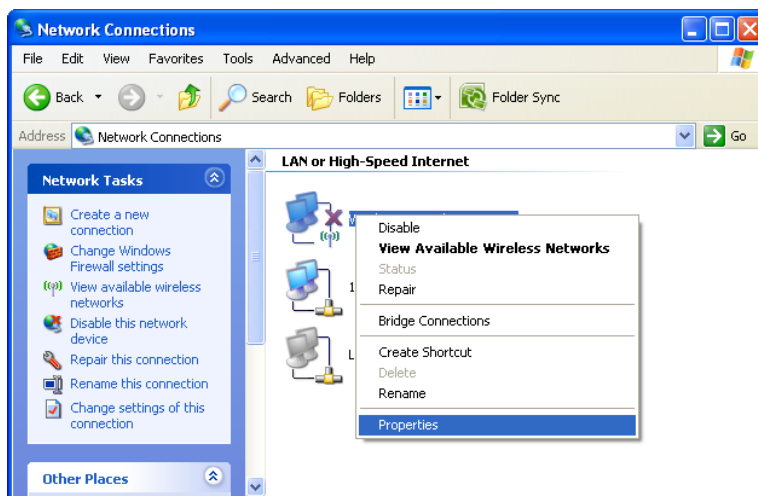 Network Connections
File Edit View Favorites Tools Advanced Help
Back Search Folders Folder Sync
Address Network Connections Go
Network Tasks
Create a new
connection
Change Windows
Firewall settings
View available wireless
networks
Disable this network
device
Repair this connection
Rename this connection
Change settings of this
connection
Other Places
LAN or High-Speed Internet
1
L
Disable
View Available Wireless Networks
Status
Repair
Bridge Connections
Create Shortcut
Delete
Rename
Properties